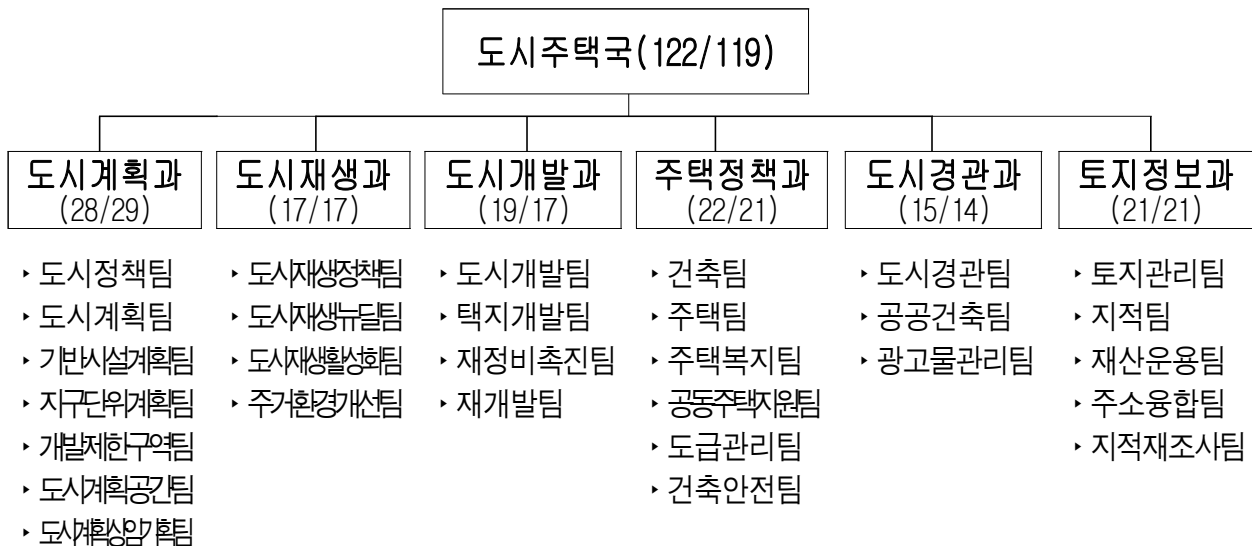 도시주택국(122/119)
도시계획과
(28/29)
‣ 도시정책팀
‣ 도시계획팀
‣ 기반시설계획팀
‣ 지구단위계획팀
‣ 개발제한구역팀
‣ 도시계획공간팀
‣ 도시계획상임기획팀
도시재생과
(17/17)
‣ 도시재생정책팀
‣ 도시재생뉴딜팀
‣ 도시재생활성화팀
‣ 주거환경개선팀
도시개발과
(19/17)
‣ 도시개발팀
‣ 택지개발팀
‣ 재정비촉진팀
‣ 재개발팀
주택정책과
(22/21)
‣ 건축팀
‣ 주택팀
‣ 주택복지팀
‣ 공동주택지원팀
‣ 도급관리팀
‣ 건축안전팀
도시경관과
(15/14)
‣ 도시경관팀
‣ 공공건축팀
‣ 광고물관리팀
토지정보과
(21/21)
‣ 토지관리팀
‣ 지적팀
‣ 재산운용팀
‣ 주소융합팀
‣ 지적재조사팀